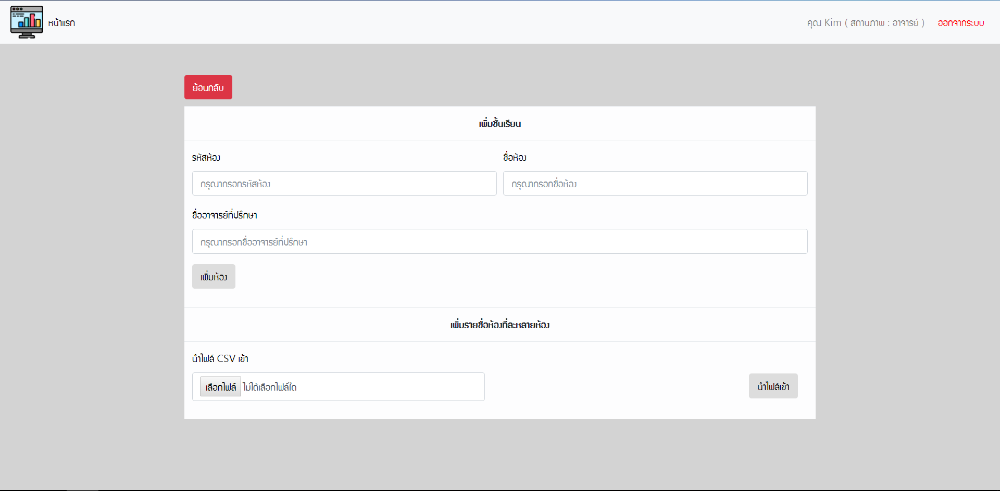 หน้าแรก
คุณ Kim ( สถานภาพ : อาจารย์ )
ออกจากระบบ
ย้อนกลับ
เพิ่มชั้นเรียน
รหัสห้อง
ชื่อห้อง
กรุณากรอกรหัสห้อง
กรุณากรอกชื่อห้อง
ชื่ออาจารย์ที่ปรึกษา
กรุณากรอกชื่ออาจารย์ที่ปรึกษา
เพิ่มห้อง
เพิ่มรายชื่อห้องที่ละหลายห้อง
นำไฟล์ CSV เข้า
เลือกไฟล์ ไม่ได้เลือกไฟล์ใด
นำไฟล์เข้า